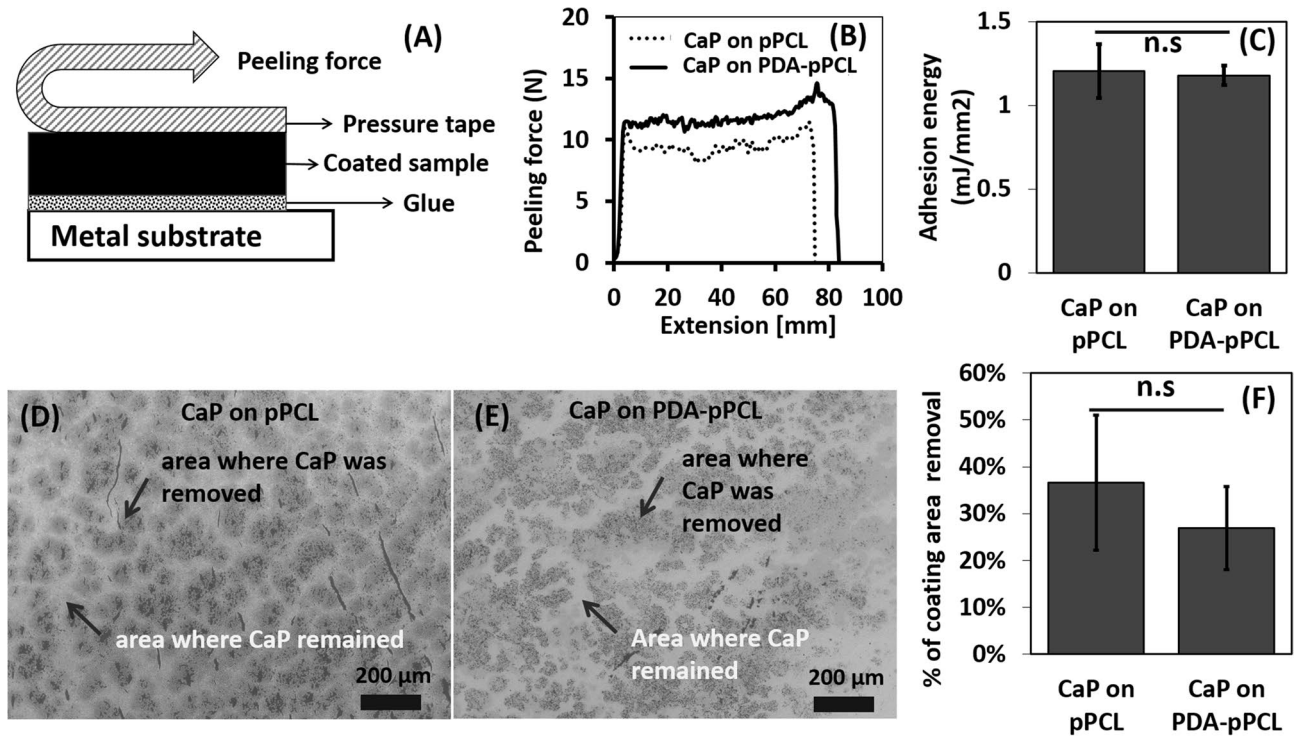 (A)
Peeling force
Pressure tape
Coated sample
Glue
Metal substrate
(B)
CaP on pPCL
CaP on PDA-pPCL
Peeling force (N)
20
15
10
5
0
0 20 40 60 80 100
Extension [mm]
(C)
n.s
Adhesion energy
(mJ/mm2)
1.5
1
0.5
0
CaP on
pPCL
CaP on
PDA-pPCL
(D)
CaP on pPCL
area where CaP was
removed
area where CaP remained
200 µm
(E)
CaP on PDA-pPCL
area where
CaP was
removed
Area where CaP
remained
200 µm
(F)
n.s
% of coating area removal
60%
50%
40%
30%
20%
10%
0%
CaP on
pPCL
CaP on
PDA-pPCL